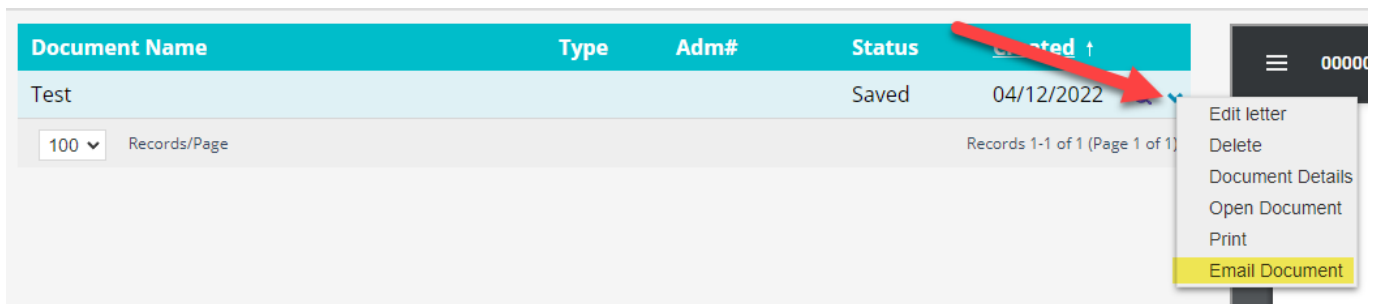 Document Name Type Adm# Status Created ↑
00000
Test Saved 04/12/2022
Edit letter
100 Records/Page Records 1-1 of 1 (Page 1 of 1)
Delete
Document Details
Open Document
Print
Email Document